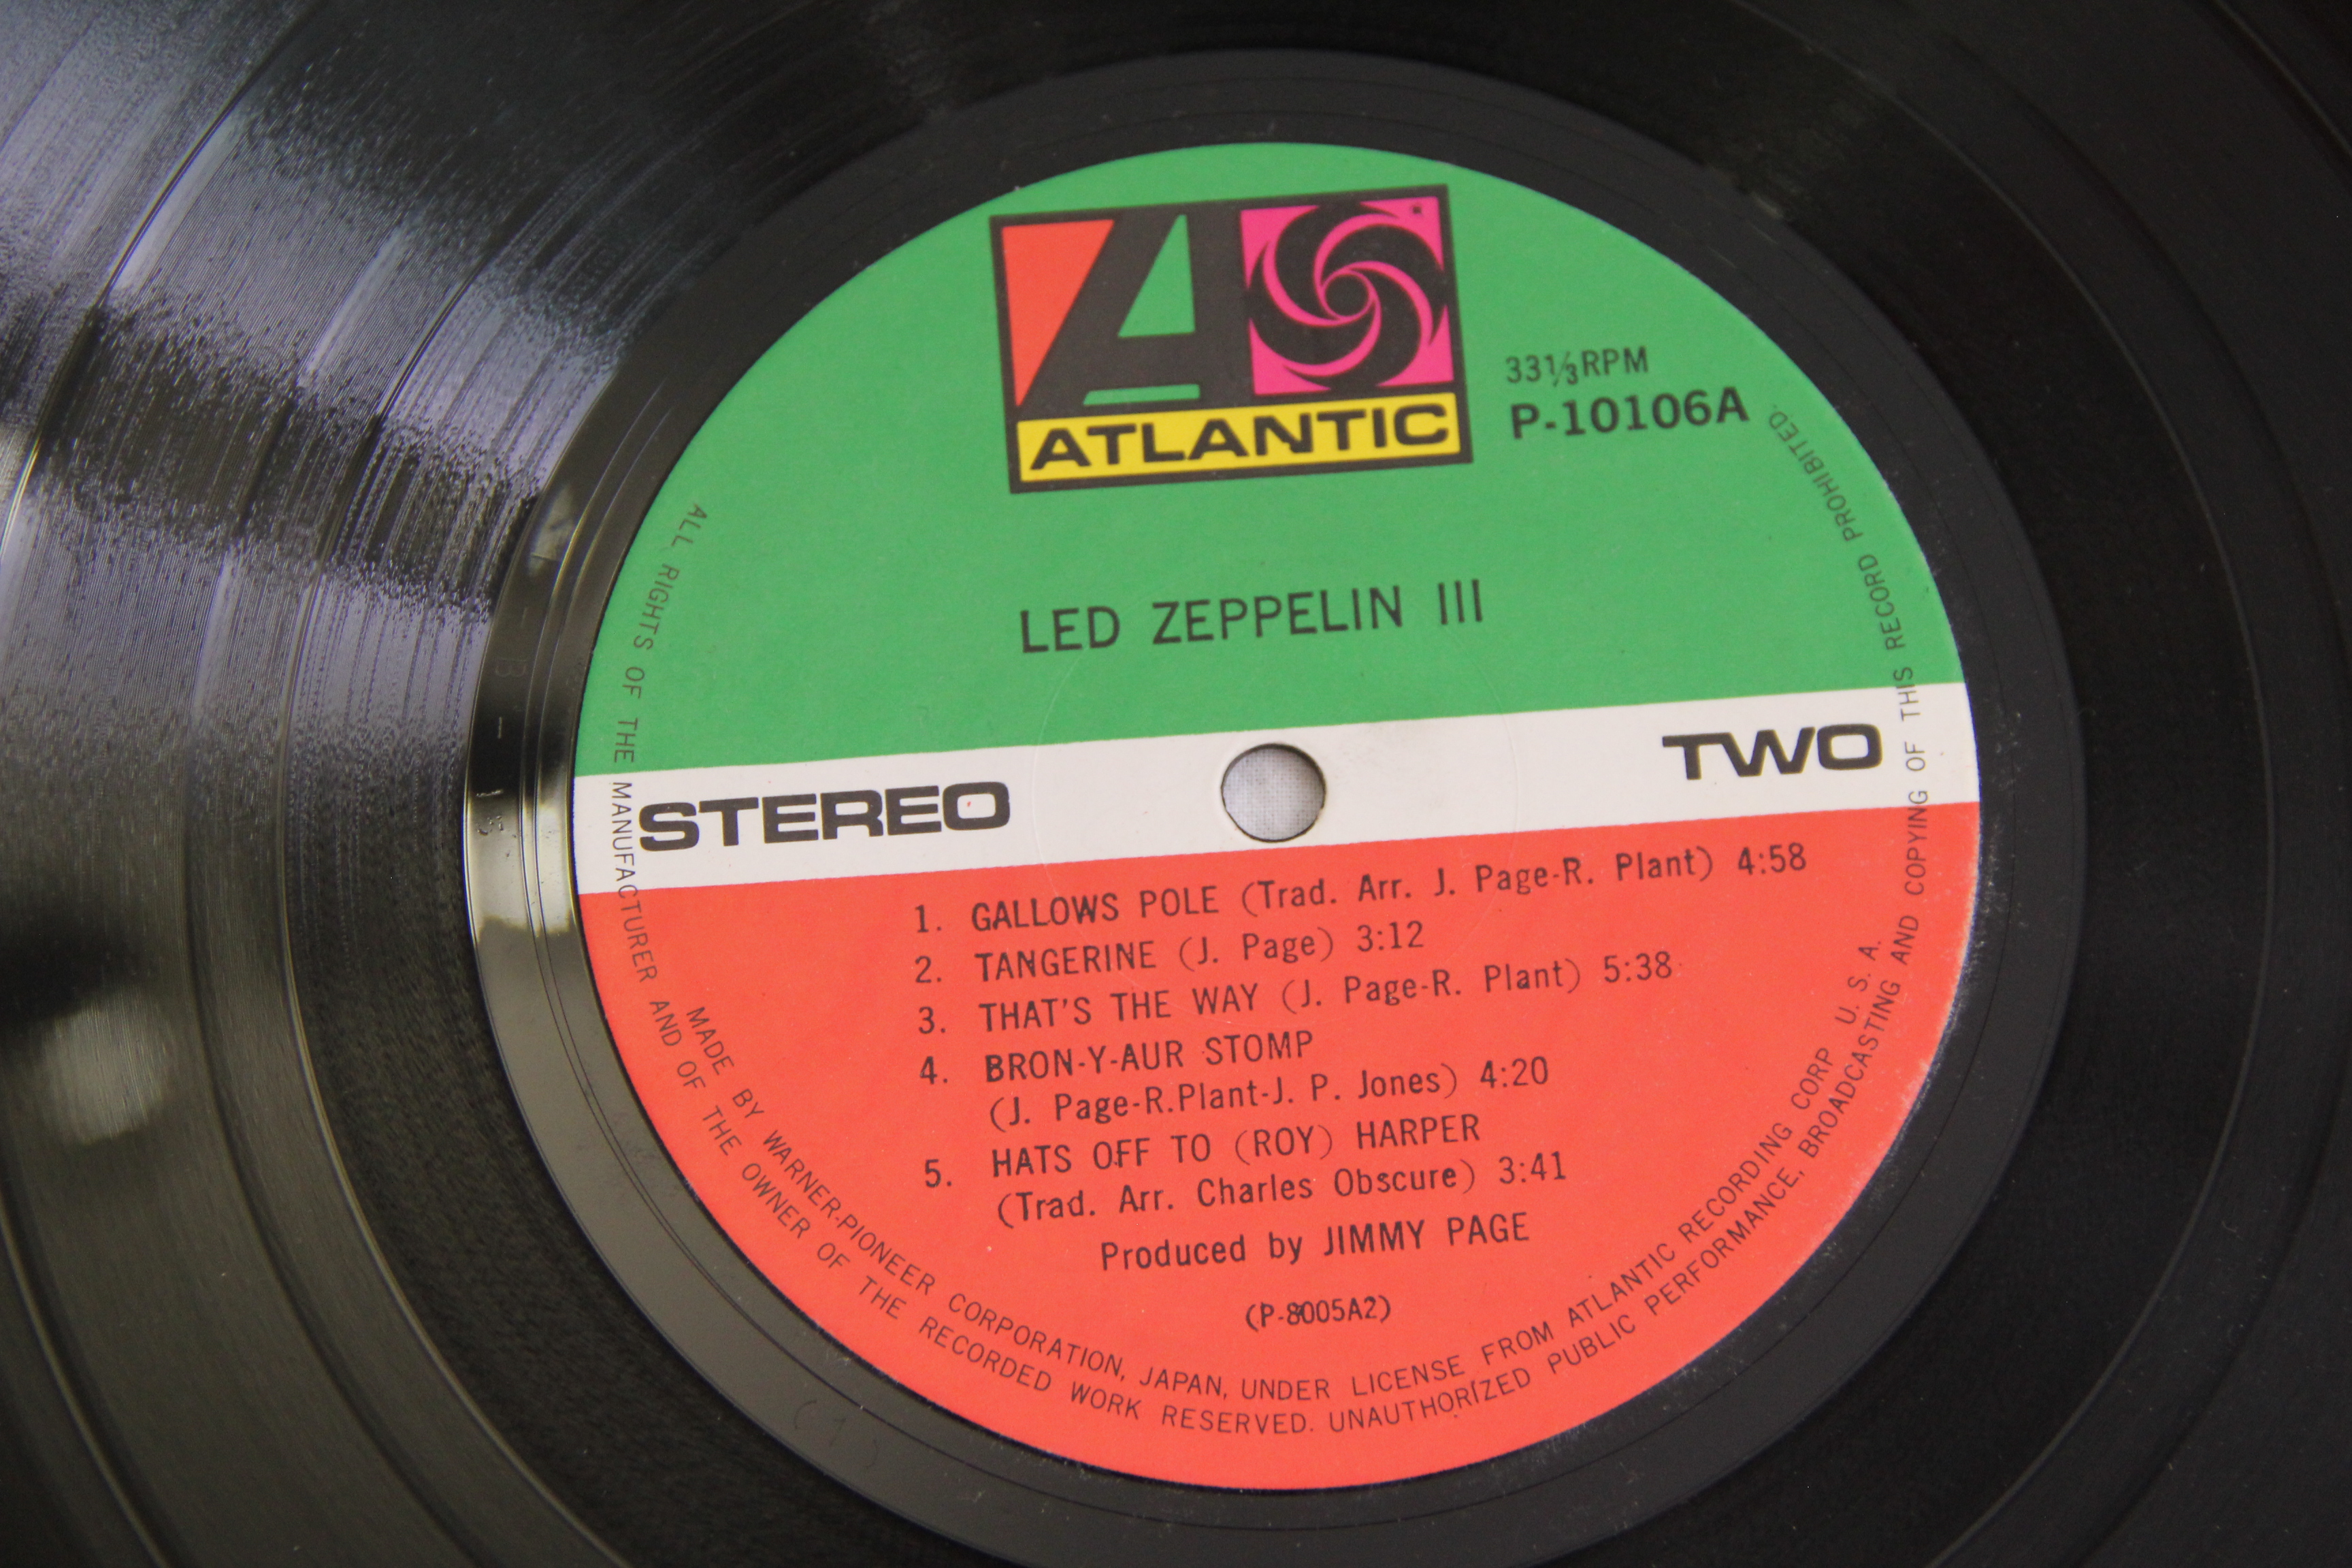 ATLANTIC
33⅓RPM
P-10106A
LED ZEPPELIN III
STEREO
TWO
1. GALLOWS POLE (Trad. Arr. J. Page-R. Plant) 4:58
2. TANGERINE (J. Page) 3:12
3. THAT'S THE WAY (J. Page-R. Plant) 5:38
4. BRON-Y-AUR STOMP
(J. Page-R.Plant-J. P. Jones) 4:20
5. HATS OFF TO (ROY) HARPER
(Trad. Arr. Charles Obscure) 3:41
Produced by JIMMY PAGE
(P-8005A2)
MADE BY WARNER-PIONEER CORPORATION, JAPAN, UNDER LICENSE FROM ATLANTIC RECORDING CORP U. S. A.
ALL RIGHTS OF THE MANUFACTURER AND OF THE OWNER OF THE RECORDED WORK RESERVED. UNAUTHORIZED PUBLIC PERFORMANCE, BROADCASTING AND COPYING OF THIS RECORD PROHIBITED.